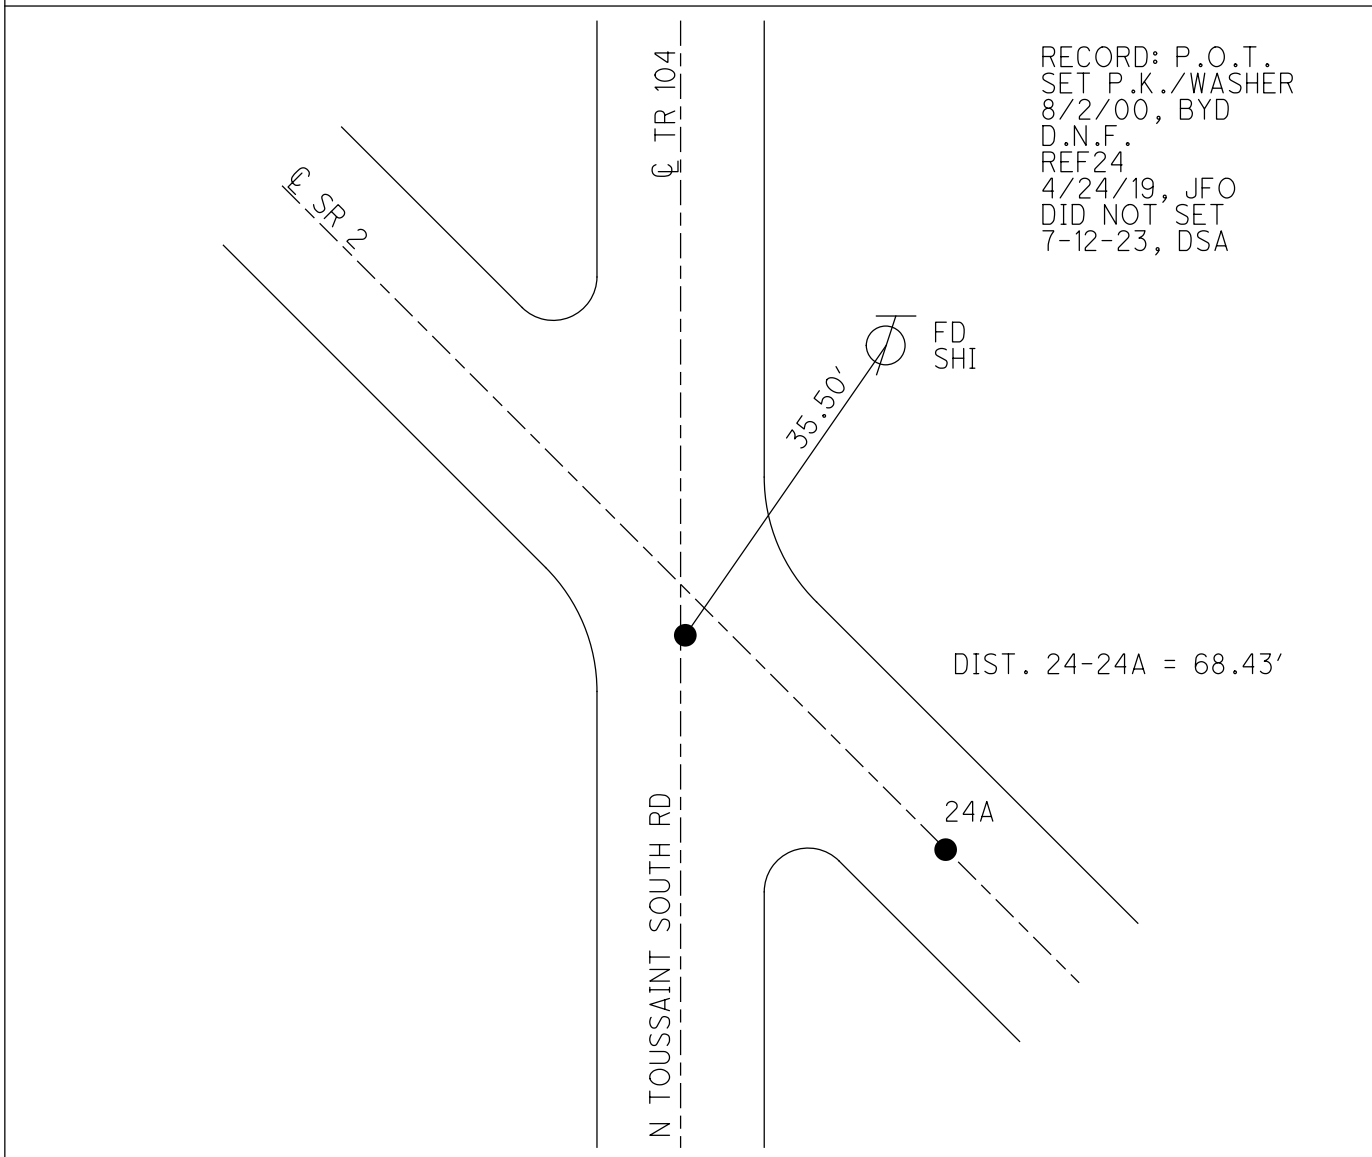 RECORD: P.O.T.
SET P.K./WASHER
8/2/00, BYD
D.N.F.
REF24
4/24/19, JFO
DID NOT SET
7-12-23, DSA
℄ TR 104
℄ SR 2
FD
SHI
35.50'
DIST. 24-24A = 68.43'
24A
N TOUSSAINT SOUTH RD